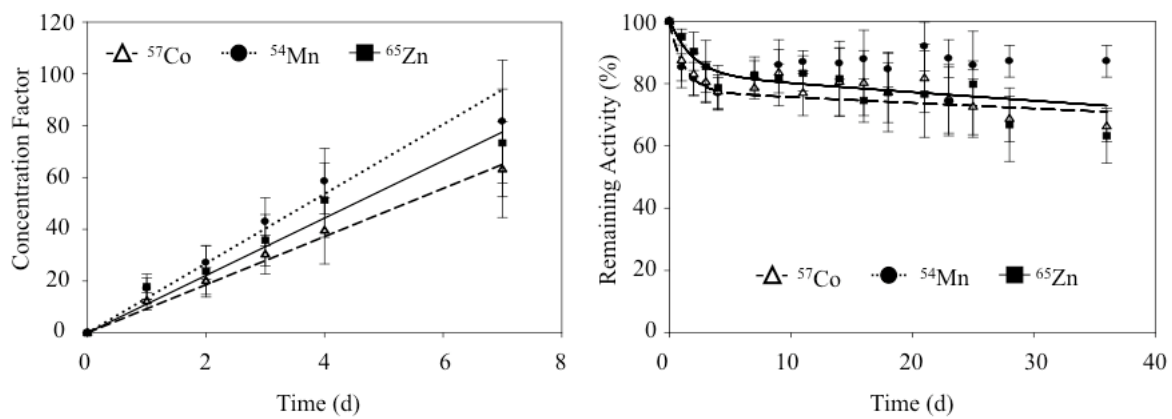 ⁵⁷Co ⁵⁴Mn ⁶⁵Zn
Concentration Factor
120
100
80
60
40
20
0
0 2 4 6 8
Time (d)
Remaining Activity (%)
100
80
60
40
20
0
⁵⁷Co ⁵⁴Mn ⁶⁵Zn
0 10 20 30 40
Time (d)